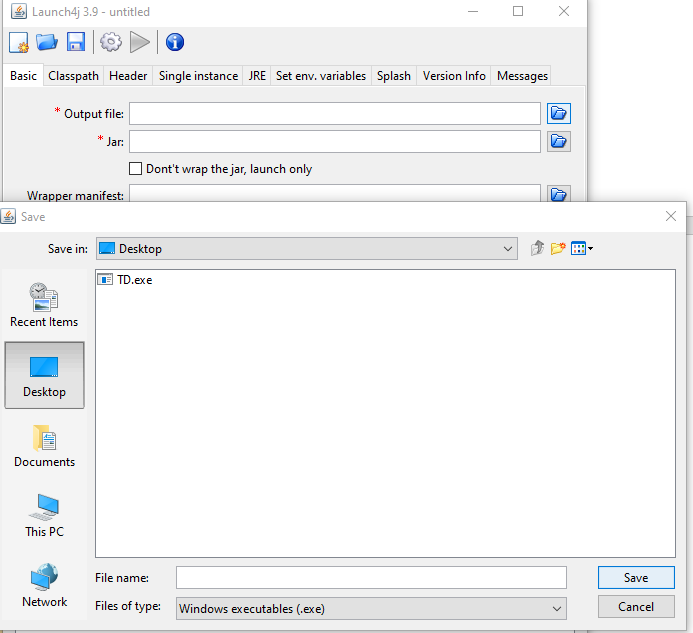 Launch4j 3.9 - untitled
Basic Classpath Header Single instance JRE Set env. variables Splash Version Info Messages
* Output file:
* Jar:
Dont't wrap the jar, launch only
Wrapper manifest:
Save
Save in: Desktop
TD.exe
Recent Items
Desktop
Documents
This PC
Network
File name: Save
Files of type: Windows executables (.exe) Cancel